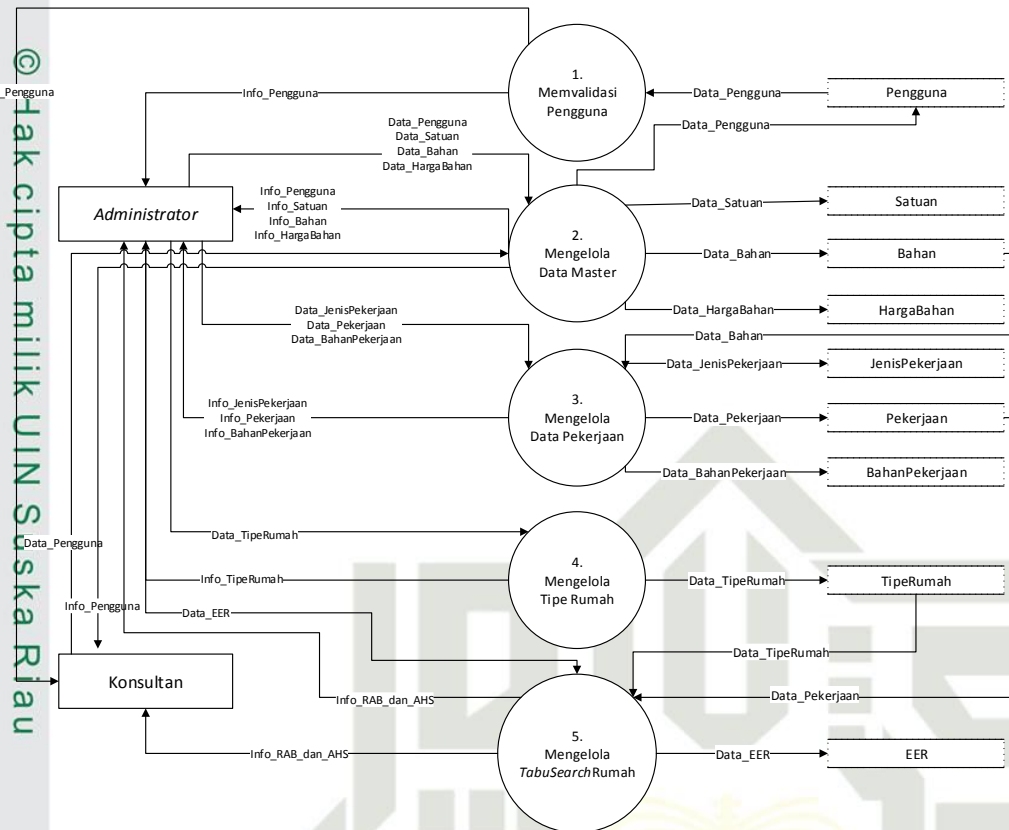 © Hak cipta milik UIN Suska Riau
_Pengguna
1.
Memvalidasi
Pengguna
Info_Pengguna
Data_Pengguna
Pengguna
Data_Pengguna
Data_Pengguna
Data_Satuan
Data_Bahan
Data_HargaBahan
Administrator
Info_Pengguna
Info_Satuan
Info_Bahan
Info_HargaBahan
2.
Mengelola
Data Master
Data_Satuan
Satuan
Data_Bahan
Bahan
Data_HargaBahan
HargaBahan
Data_JenisPekerjaan
Data_Pekerjaan
Data_BahanPekerjaan
Data_Bahan
Data_JenisPekerjaan
JenisPekerjaan
Info_JenisPekerjaan
Info_Pekerjaan
Info_BahanPekerjaan
3.
Mengelola
Data Pekerjaan
Data_Pekerjaan
Pekerjaan
Data_BahanPekerjaan
BahanPekerjaan
Data_TipeRumah
Data_Pengguna
Info_TipeRumah
4.
Mengelola
Tipe Rumah
Data_TipeRumah
TipeRumah
Info_Pengguna
Data_EER
Data_TipeRumah
Konsultan
Info_RAB_dan_AHS
Data_Pekerjaan
Info_RAB_dan_AHS
5.
Mengelola
TabuSearchRumah
Data_EER
EER